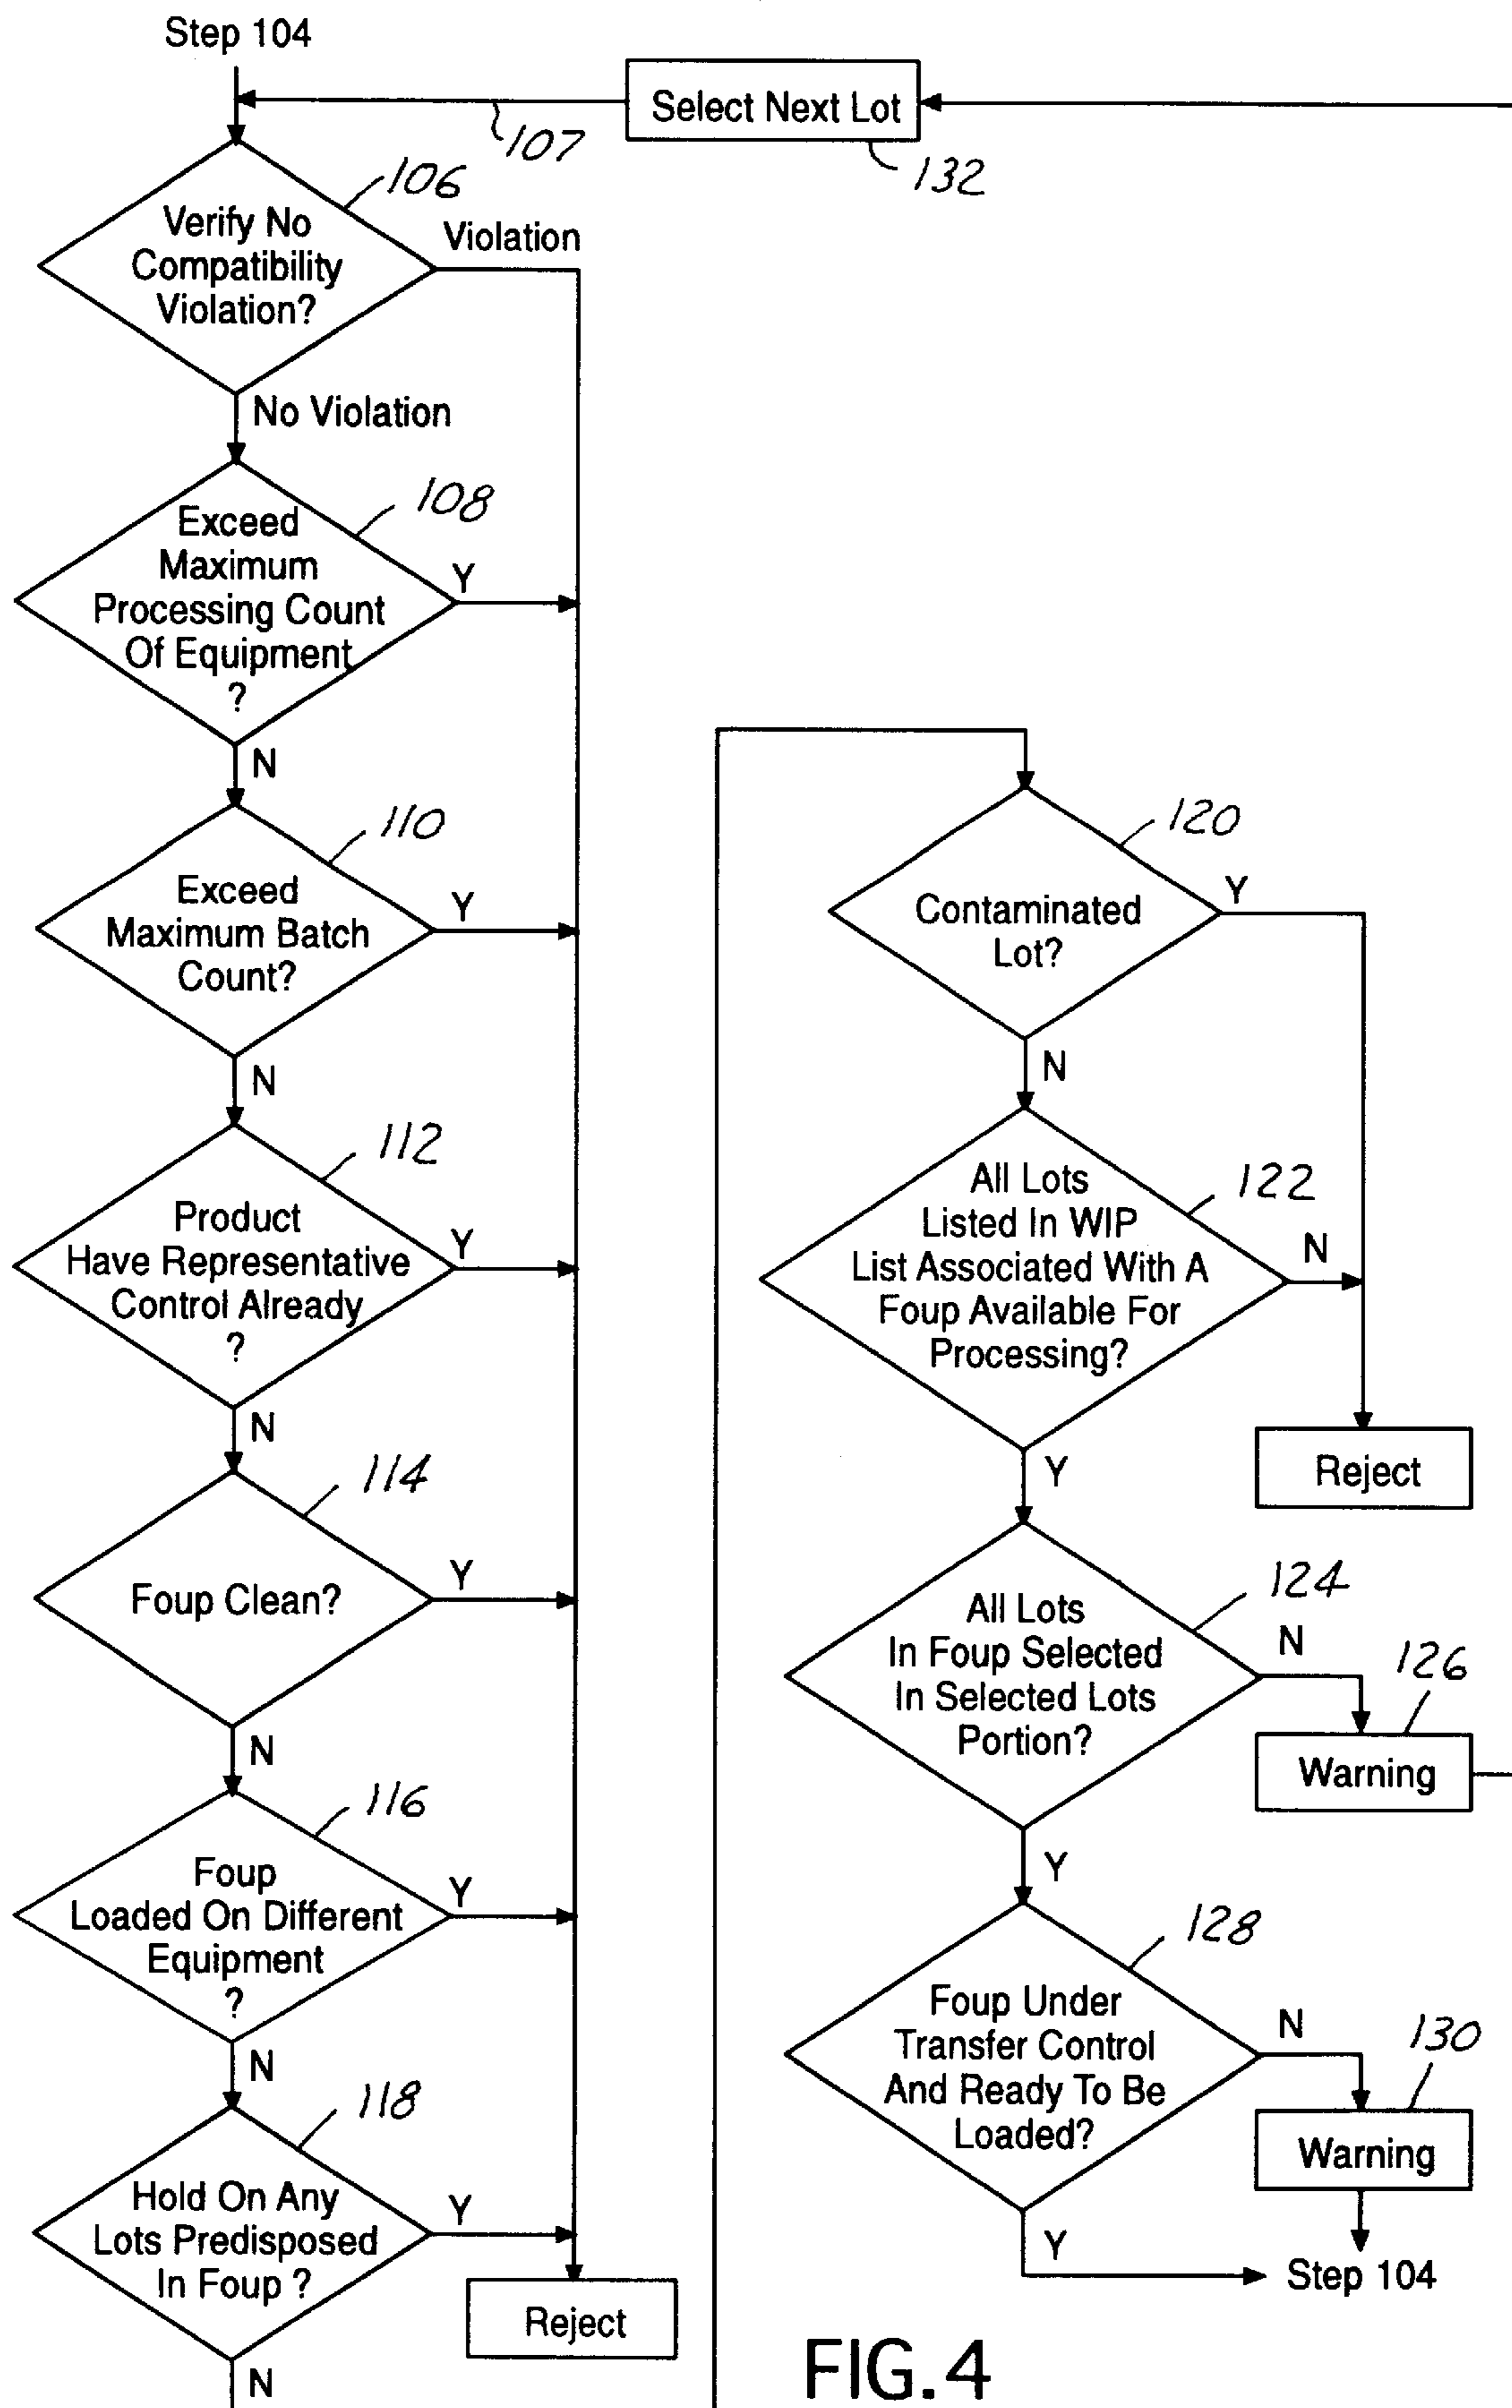 Step 104
Select Next Lot
107
132
106
Verify No
Compatibility
Violation?
Violation
No Violation
108
Exceed
Maximum
Processing Count
Of Equipment
?
Y
N
110
Exceed
Maximum Batch
Count?
Y
N
112
Product
Have Representative
Control Already
?
Y
N
114
Foup Clean?
Y
N
116
Foup
Loaded On Different
Equipment
?
Y
N
118
Hold On Any
Lots Predisposed
In Foup ?
Y
Reject
N
120
Contaminated
Lot?
Y
N
122
All Lots
Listed In WIP
List Associated With A
Foup Available For
Processing?
N
Reject
Y
124
All Lots
In Foup Selected
In Selected Lots
Portion?
N
126
Warning
Y
128
Foup Under
Transfer Control
And Ready To Be
Loaded?
N
130
Warning
Y
Step 104
FIG.4